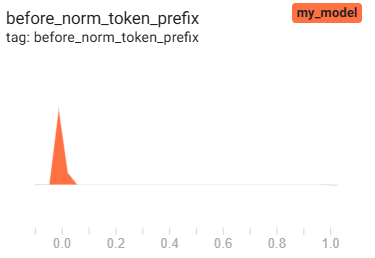 before_norm_token_prefix
my_model
tag: before_norm_token_prefix
0.0 0.2 0.4 0.6 0.8 1.0